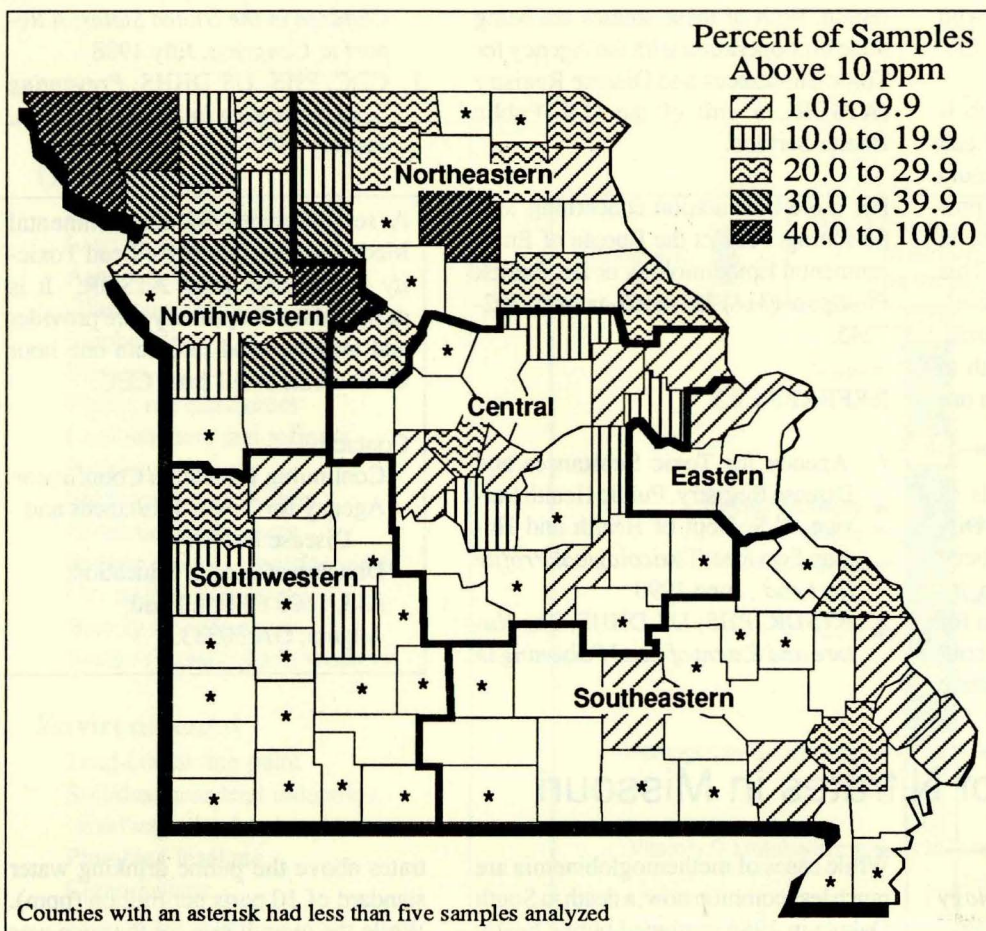 Percent of Samples
Above 10 ppm
1.0 to 9.9
10.0 to 19.9
20.0 to 29.9
30.0 to 39.9
40.0 to 100.0
Northeastern
Northwestern
Central
Eastern
Southwestern
Southeastern
Counties with an asterisk had less than five samples analyzed